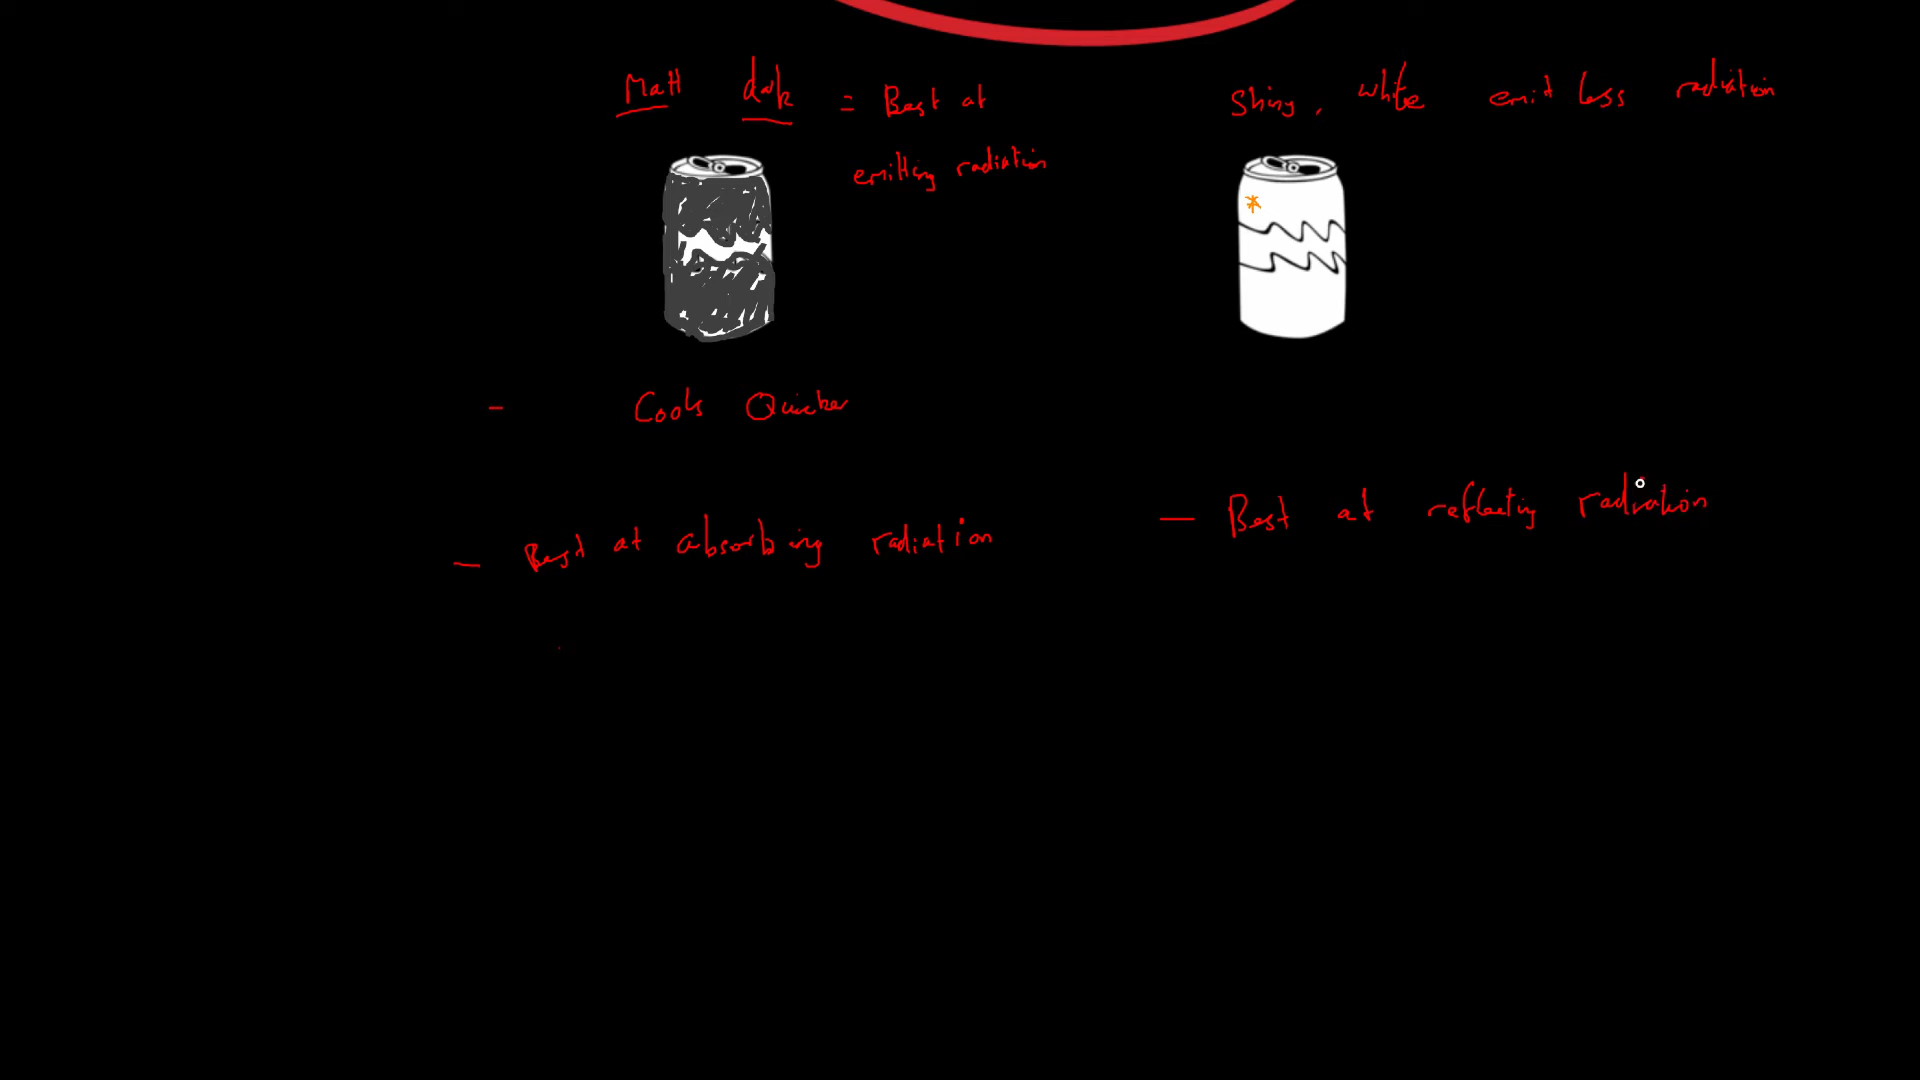 Matt dark = Best at
emitting radiation
Shiny, white emit less radiation
- Cools Quicker
- Best at absorbing radiation
- Best at reflecting radiation